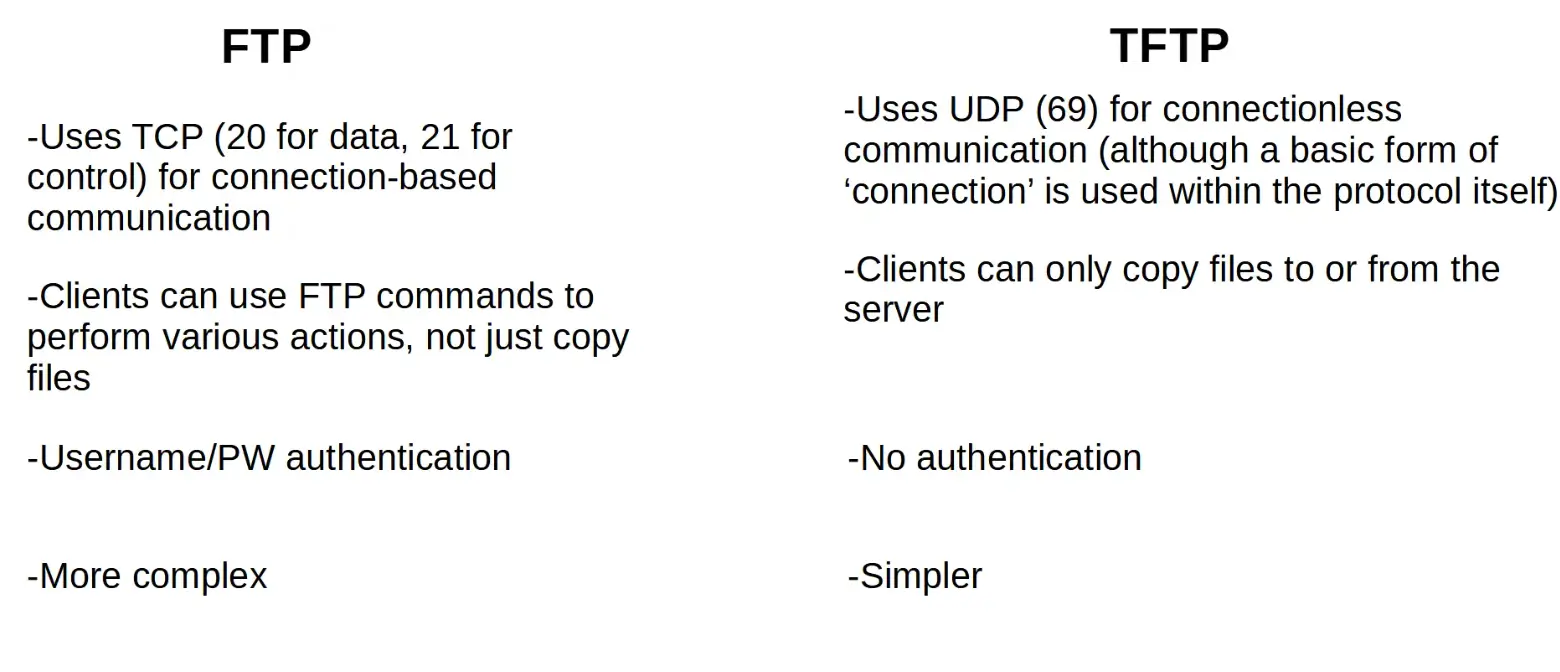 FTP
-Uses TCP (20 for data, 21 for
control) for connection-based
communication
-Clients can use FTP commands to
perform various actions, not just copy
files
-Username/PW authentication
-More complex
TFTP
-Uses UDP (69) for connectionless
communication (although a basic form of
‘connection’ is used within the protocol itself)
-Clients can only copy files to or from the
server
-No authentication
-Simpler